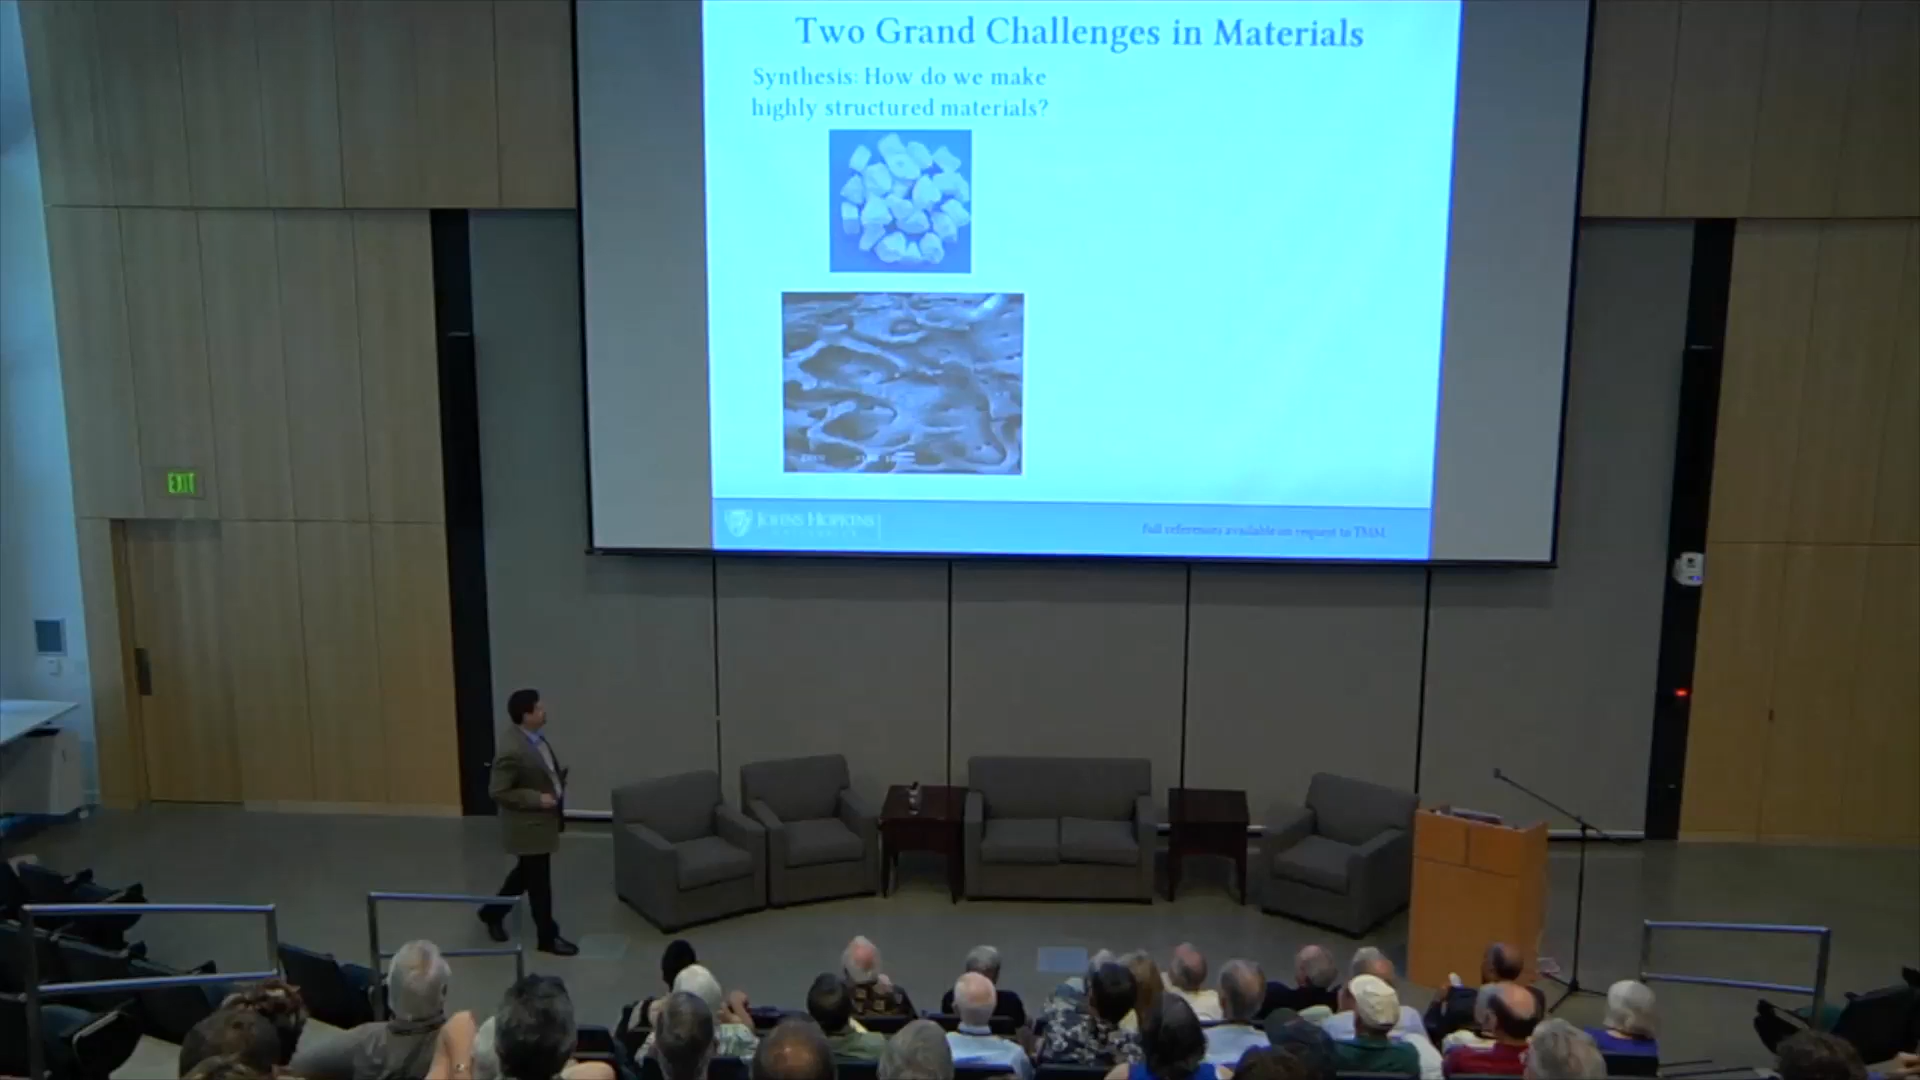 Two Grand Challenges in Materials
Synthesis: How do we make
highly structured materials?
JOHNS HOPKINS
Full references available on request to TMM.
EXIT